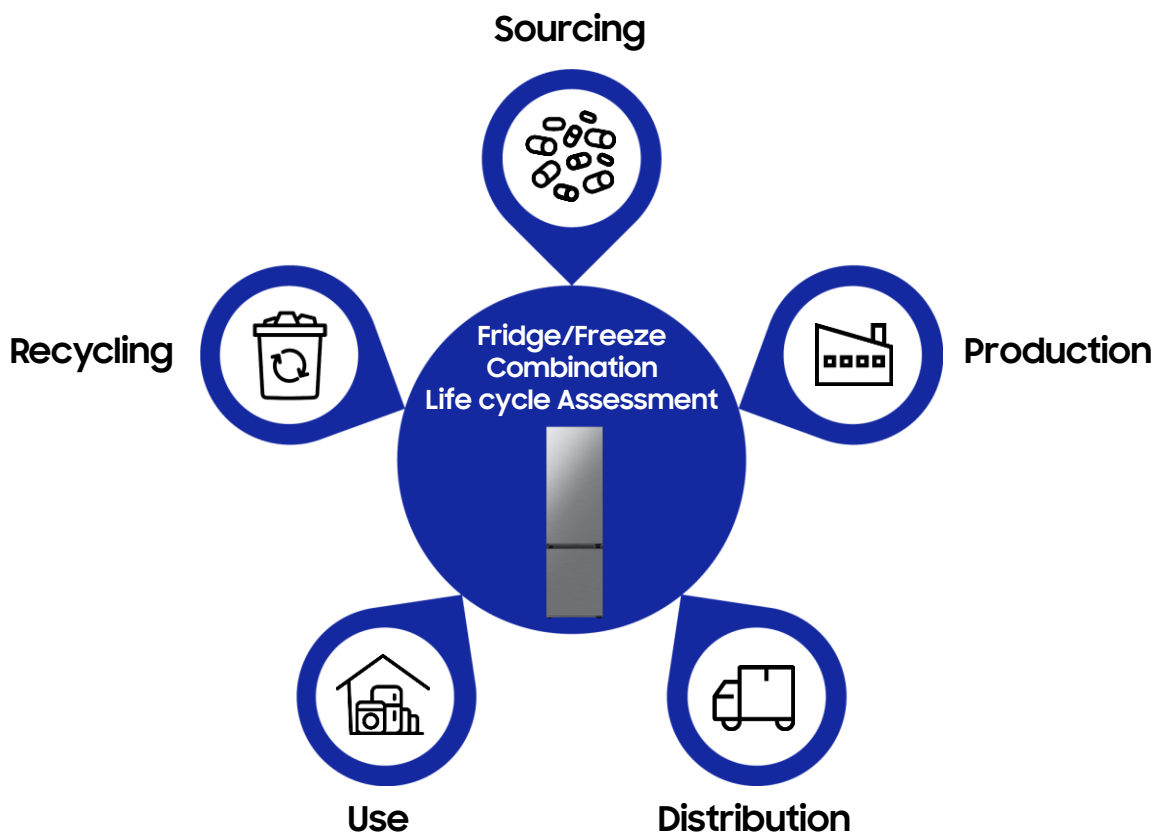 Sourcing
Fridge/Freeze
Combination
Life cycle Assessment
Recycling
Production
Use
Distribution